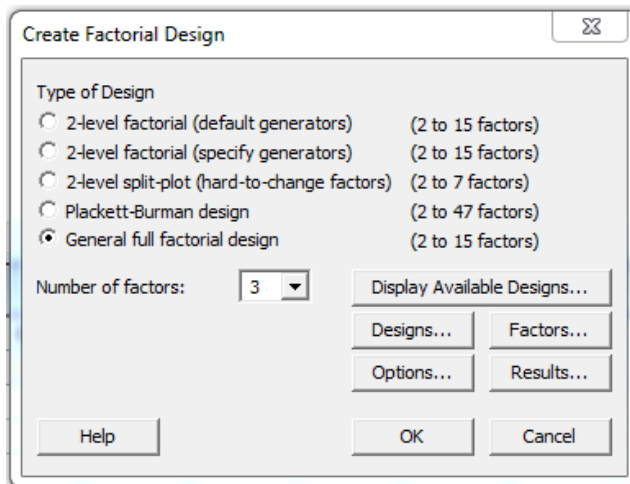 Create Factorial Design
Type of Design
2-level factorial (default generators) (2 to 15 factors)
2-level factorial (specify generators) (2 to 15 factors)
2-level split-plot (hard-to-change factors) (2 to 7 factors)
Plackett-Burman design (2 to 47 factors)
General full factorial design (2 to 15 factors)
Number of factors: 3 Display Available Designs...
Designs... Factors...
Options... Results...
Help OK Cancel